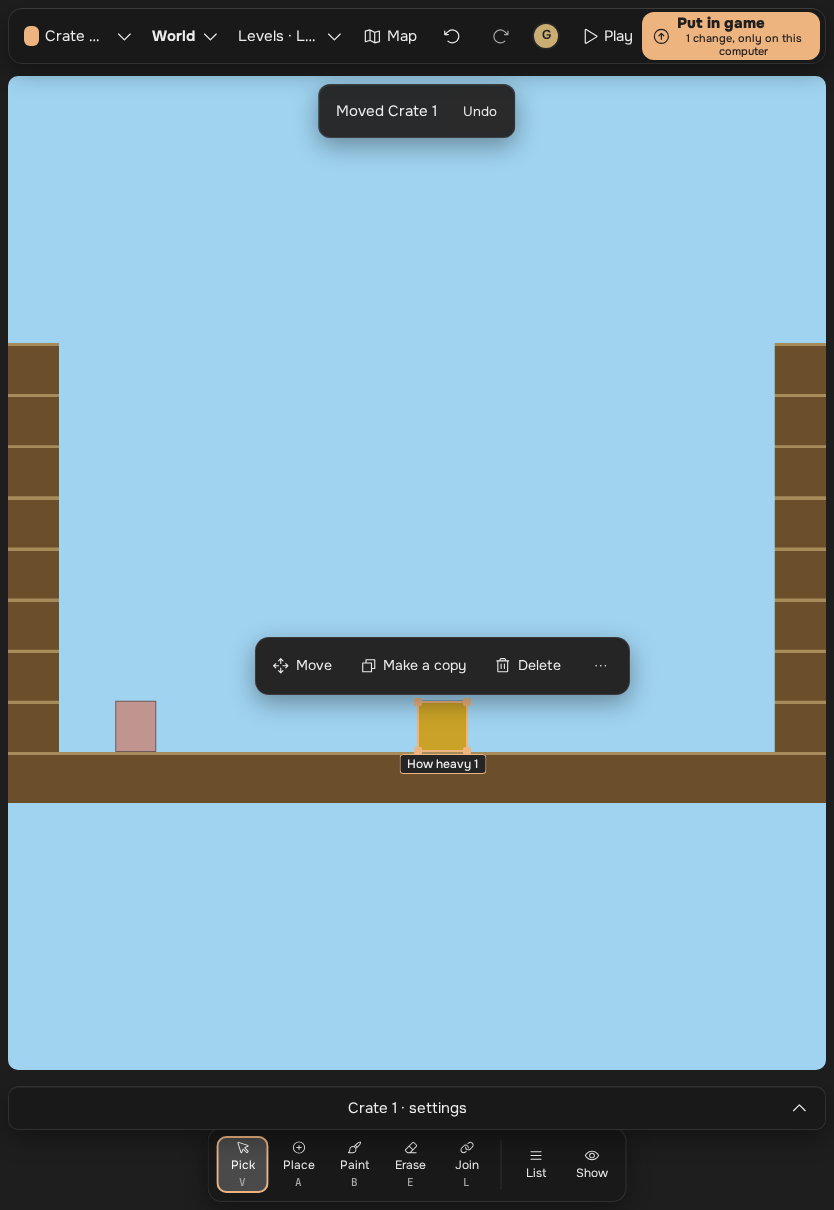 Crate ...
World
Levels · L...
Map
G
Play
Put in game
1 change, only on this
computer
Moved Crate 1
Undo
Move
Make a copy
Delete
...
How heavy 1
Crate 1 · settings
Pick
Place
Paint
Erase
Join
List
Show
V
A
B
E
L